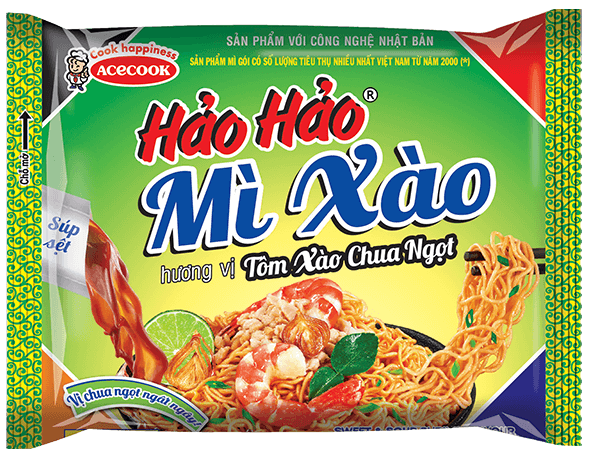 Cook happiness
ACECOOK
SẢN PHẨM VỚI CÔNG NGHỆ NHẬT BẢN
SẢN PHẨM MÌ GÓI CÓ SỐ LƯỢNG TIÊU THỤ NHIỀU NHẤT VIỆT NAM TỪ NĂM 2000 (*)
Hảo Hảo®
Mì Xào
hương vị Tôm Xào Chua Ngọt
Chỗ mở
Súp
sệt
Vị chua ngọt ngất ngây!
SWEET & SOUR